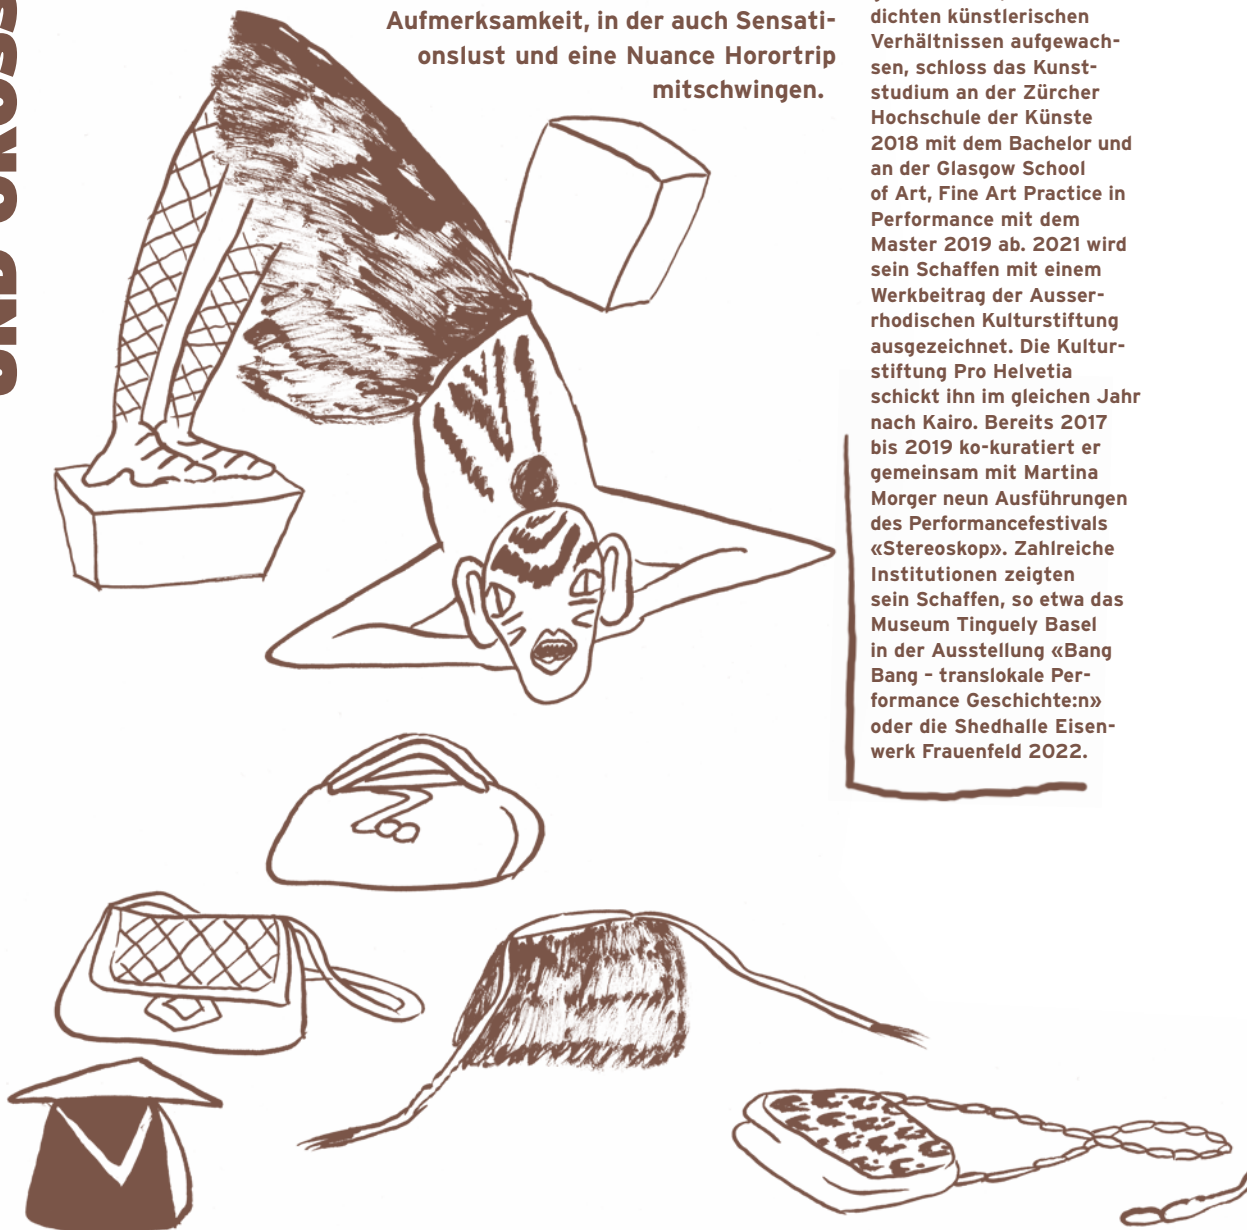 UND GROSS
Aufmerksamkeit, in der auch Sensati-
onslust und eine Nuance Horortrip
mitschwingen.
dichten künstlerischen
Verhältnissen aufgewach-
sen, schloss das Kunst-
studium an der Zürcher
Hochschule der Künste
2018 mit dem Bachelor und
an der Glasgow School
of Art, Fine Art Practice in
Performance mit dem
Master 2019 ab. 2021 wird
sein Schaffen mit einem
Werkbeitrag der Ausser-
rhodischen Kulturstiftung
ausgezeichnet. Die Kultur-
stiftung Pro Helvetia
schickt ihn im gleichen Jahr
nach Kairo. Bereits 2017
bis 2019 ko-kuratiert er
gemeinsam mit Martina
Morger neun Ausführungen
des Performancefestivals
«Stereoskop». Zahlreiche
Institutionen zeigten
sein Schaffen, so etwa das
Museum Tinguely Basel
in der Ausstellung «Bang
Bang – translokale Per-
formance Geschichte:n»
oder die Shedhalle Eisen-
werk Frauenfeld 2022.